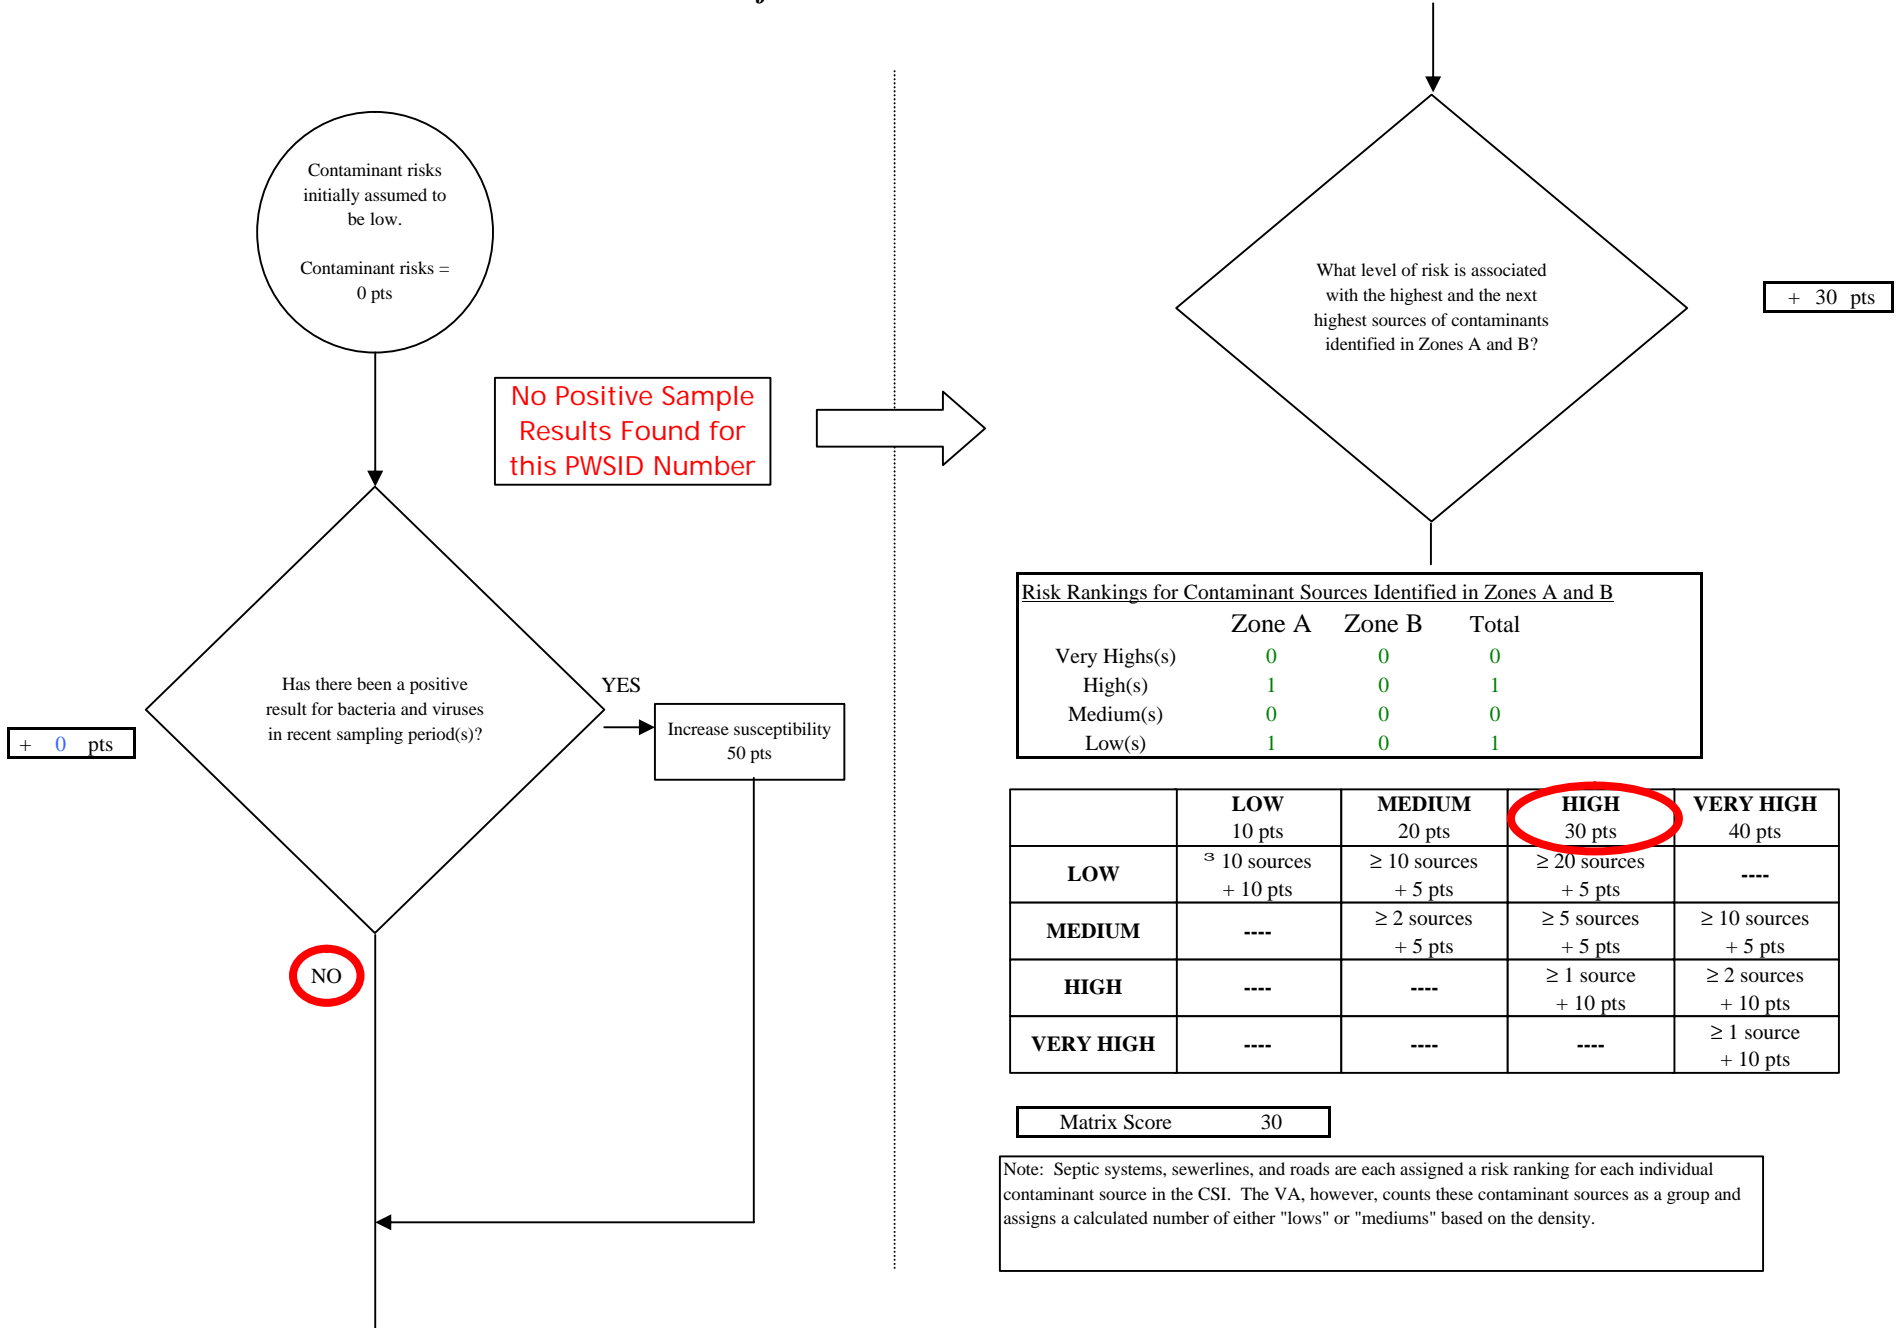 Contaminant risks
initially assumed to
be low.
Contaminant risks =
0 pts
No Positive Sample
Results Found for
this PWSID Number
Has there been a positive
result for bacteria and viruses
in recent sampling period(s)?
+ 0 pts
YES
Increase susceptibility
50 pts
NO
What level of risk is associated
with the highest and the next
highest sources of contaminants
identified in Zones A and B?
+ 30 pts
Risk Rankings for Contaminant Sources Identified in Zones A and B
Zone A Zone B Total
Very Highs(s) 0 0 0
High(s) 1 0 1
Medium(s) 0 0 0
Low(s) 1 0 1
LOW MEDIUM HIGH VERY HIGH
10 pts 20 pts 30 pts 40 pts
LOW ³ 10 sources ≥ 10 sources ≥ 20 sources ----
+ 10 pts + 5 pts + 5 pts
MEDIUM ---- ≥ 2 sources ≥ 5 sources ≥ 10 sources
+ 5 pts + 5 pts + 5 pts
HIGH ---- ---- ≥ 1 source ≥ 2 sources
+ 10 pts + 10 pts
VERY HIGH ---- ---- ---- ≥ 1 source
+ 10 pts
Matrix Score 30
Note: Septic systems, sewerlines, and roads are each assigned a risk ranking for each individual
contaminant source in the CSI. The VA, however, counts these contaminant sources as a group and
assigns a calculated number of either "lows" or "mediums" based on the density.